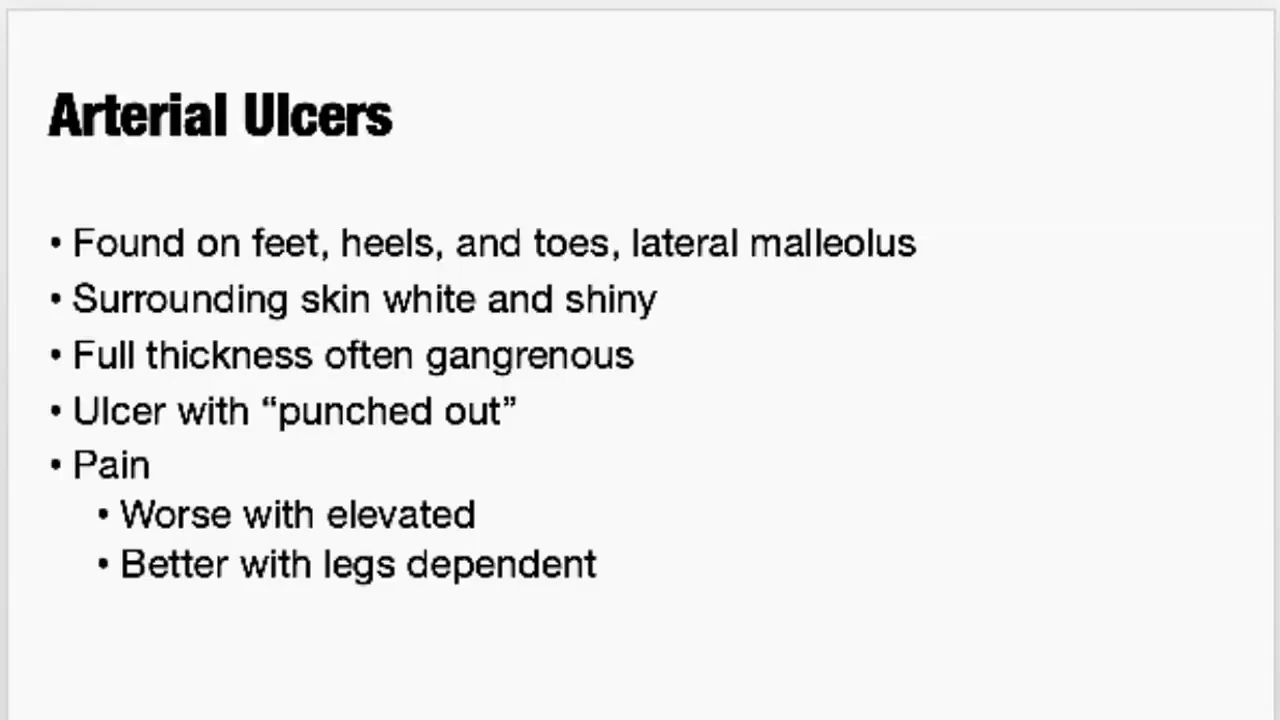 Arterial Ulcers
• Found on feet, heels, and toes, lateral malleolus
• Surrounding skin white and shiny
• Full thickness often gangrenous
• Ulcer with “punched out”
• Pain
• Worse with elevated
• Better with legs dependent